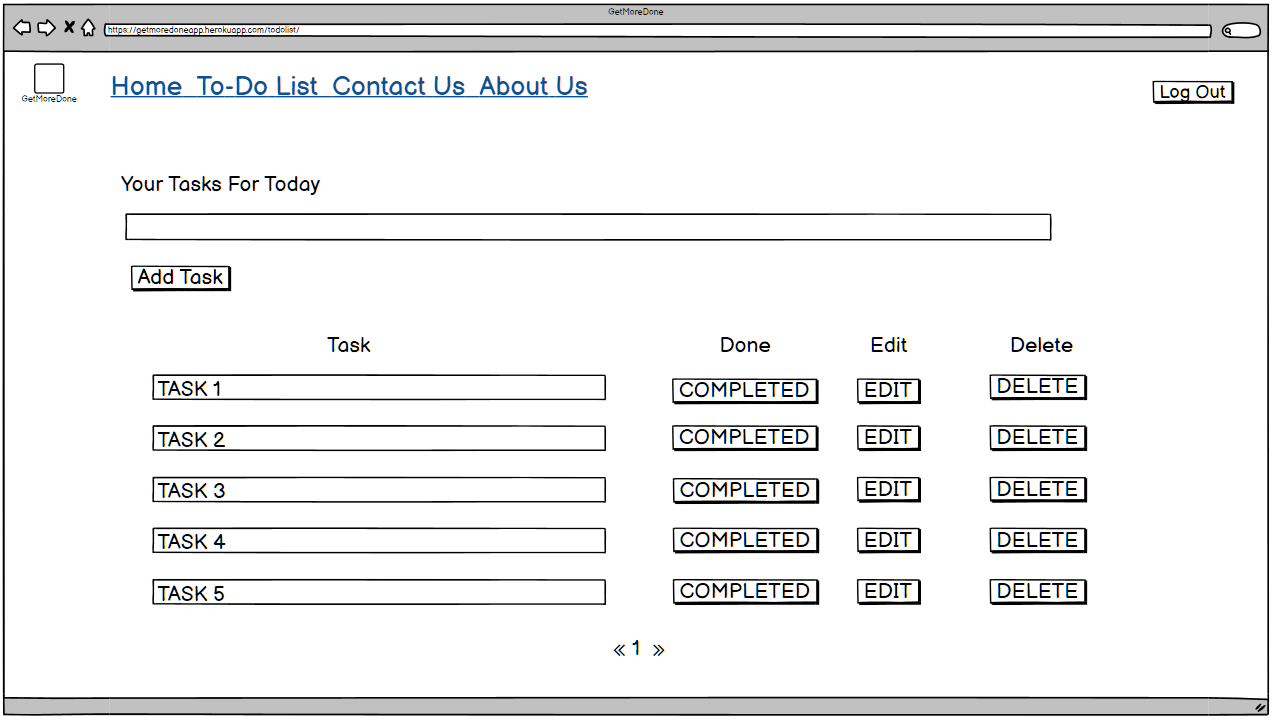 GetMoreDone
https://getmoredoneapp.herokuapp.com/todolist/
GetMoreDone
Home To-Do List Contact Us About Us
Log Out
Your Tasks For Today
Add Task
Task Done Edit Delete
TASK 1 COMPLETED EDIT DELETE
TASK 2 COMPLETED EDIT DELETE
TASK 3 COMPLETED EDIT DELETE
TASK 4 COMPLETED EDIT DELETE
TASK 5 COMPLETED EDIT DELETE
« 1 »